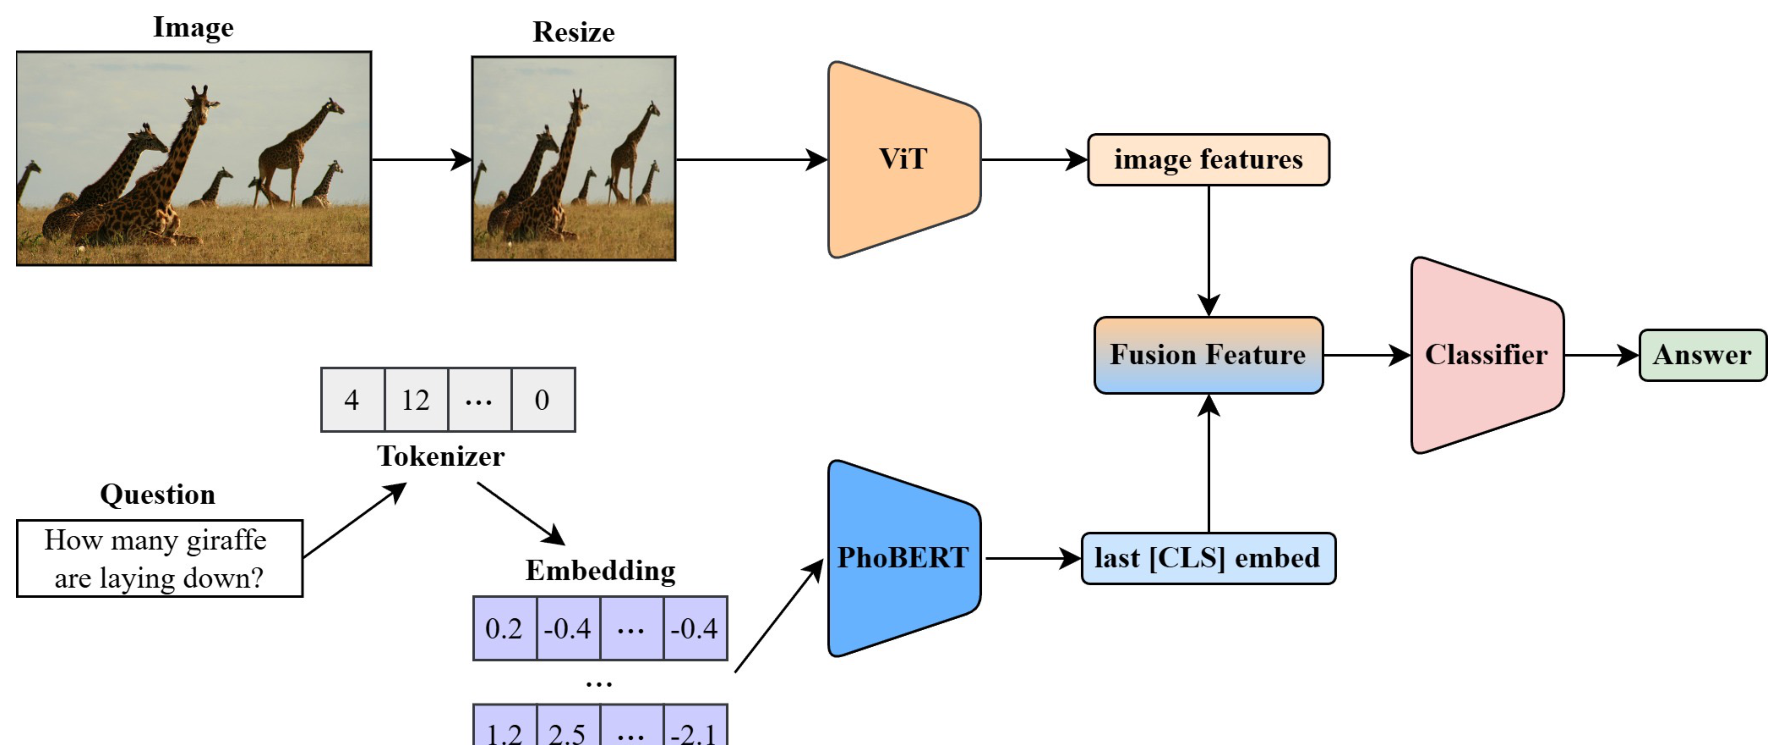 Image
Resize
ViT
image features
Fusion Feature
Classifier
Answer
4 12 ... 0
Tokenizer
Question
How many giraffe
are laying down?
Embedding
0.2 -0.4 ... -0.4
...
1.2 2.5 ... -2.1
PhoBERT
last [CLS] embed